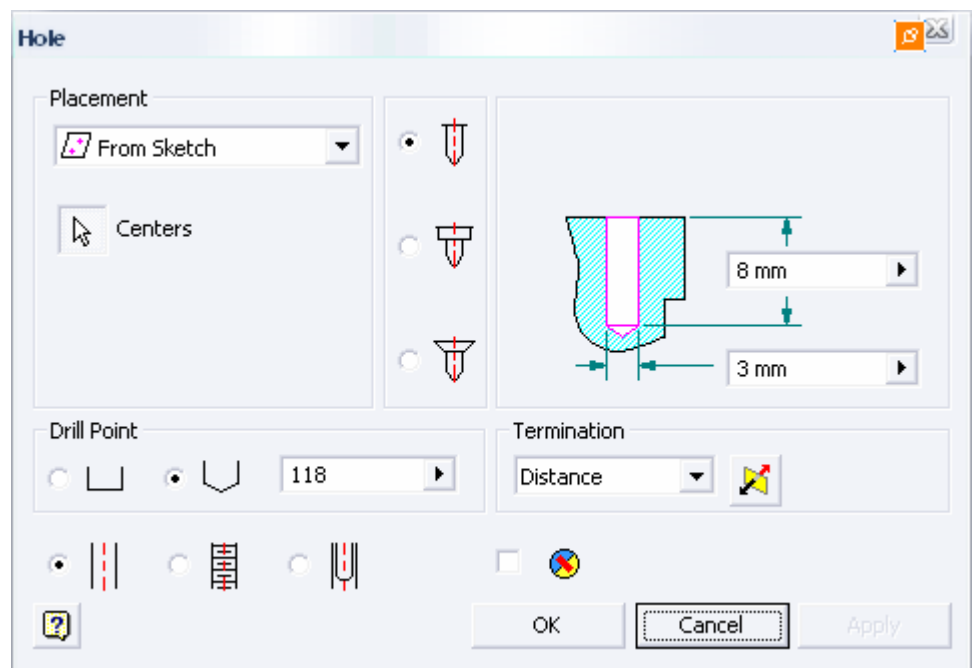 Hole
Placement
From Sketch
Centers
8 mm
3 mm
Drill Point
118
Termination
Distance
?
OK
Cancel
Apply